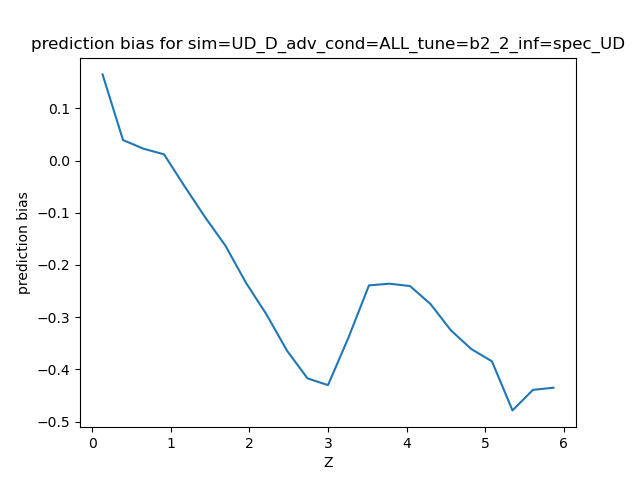 prediction bias for sim=UD_D_adv_cond=ALL_tune=b2_2_inf=spec_UD
0.1
0.0
−0.1
−0.2
−0.3
−0.4
−0.5
prediction bias
0 1 2 3 4 5 6
Z